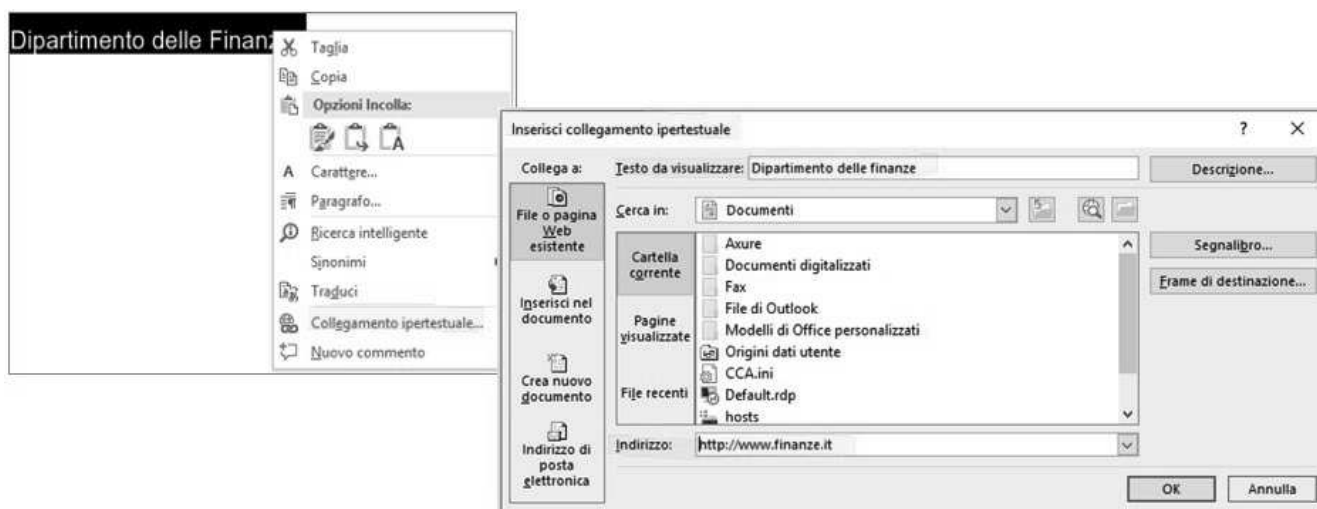 Dipartimento delle Finanz
Taglia
Copia
Opzioni Incolla:
A Carattere...
Paragrafo...
Ricerca intelligente
Sinonimi
Traduci
Collegamento ipertestuale...
Nuovo commento
Inserisci collegamento ipertestuale
? X
Collega a:
File o pagina
Web
esistente
Inserisci nel
documento
Crea nuovo
documento
Indirizzo di
posta
elettronica
Testo da visualizzare: Dipartimento delle finanze
Cerca in: Documenti
Cartella
corrente
Pagine
visualizzate
File recenti
Axure
Documenti digitalizzati
Fax
File di Outlook
Modelli di Office personalizzati
Origini dati utente
CCA.ini
Default.rdp
hosts
Indirizzo: http://www.finanze.it
Descrizione...
Segnalibro...
Frame di destinazione...
OK Annulla